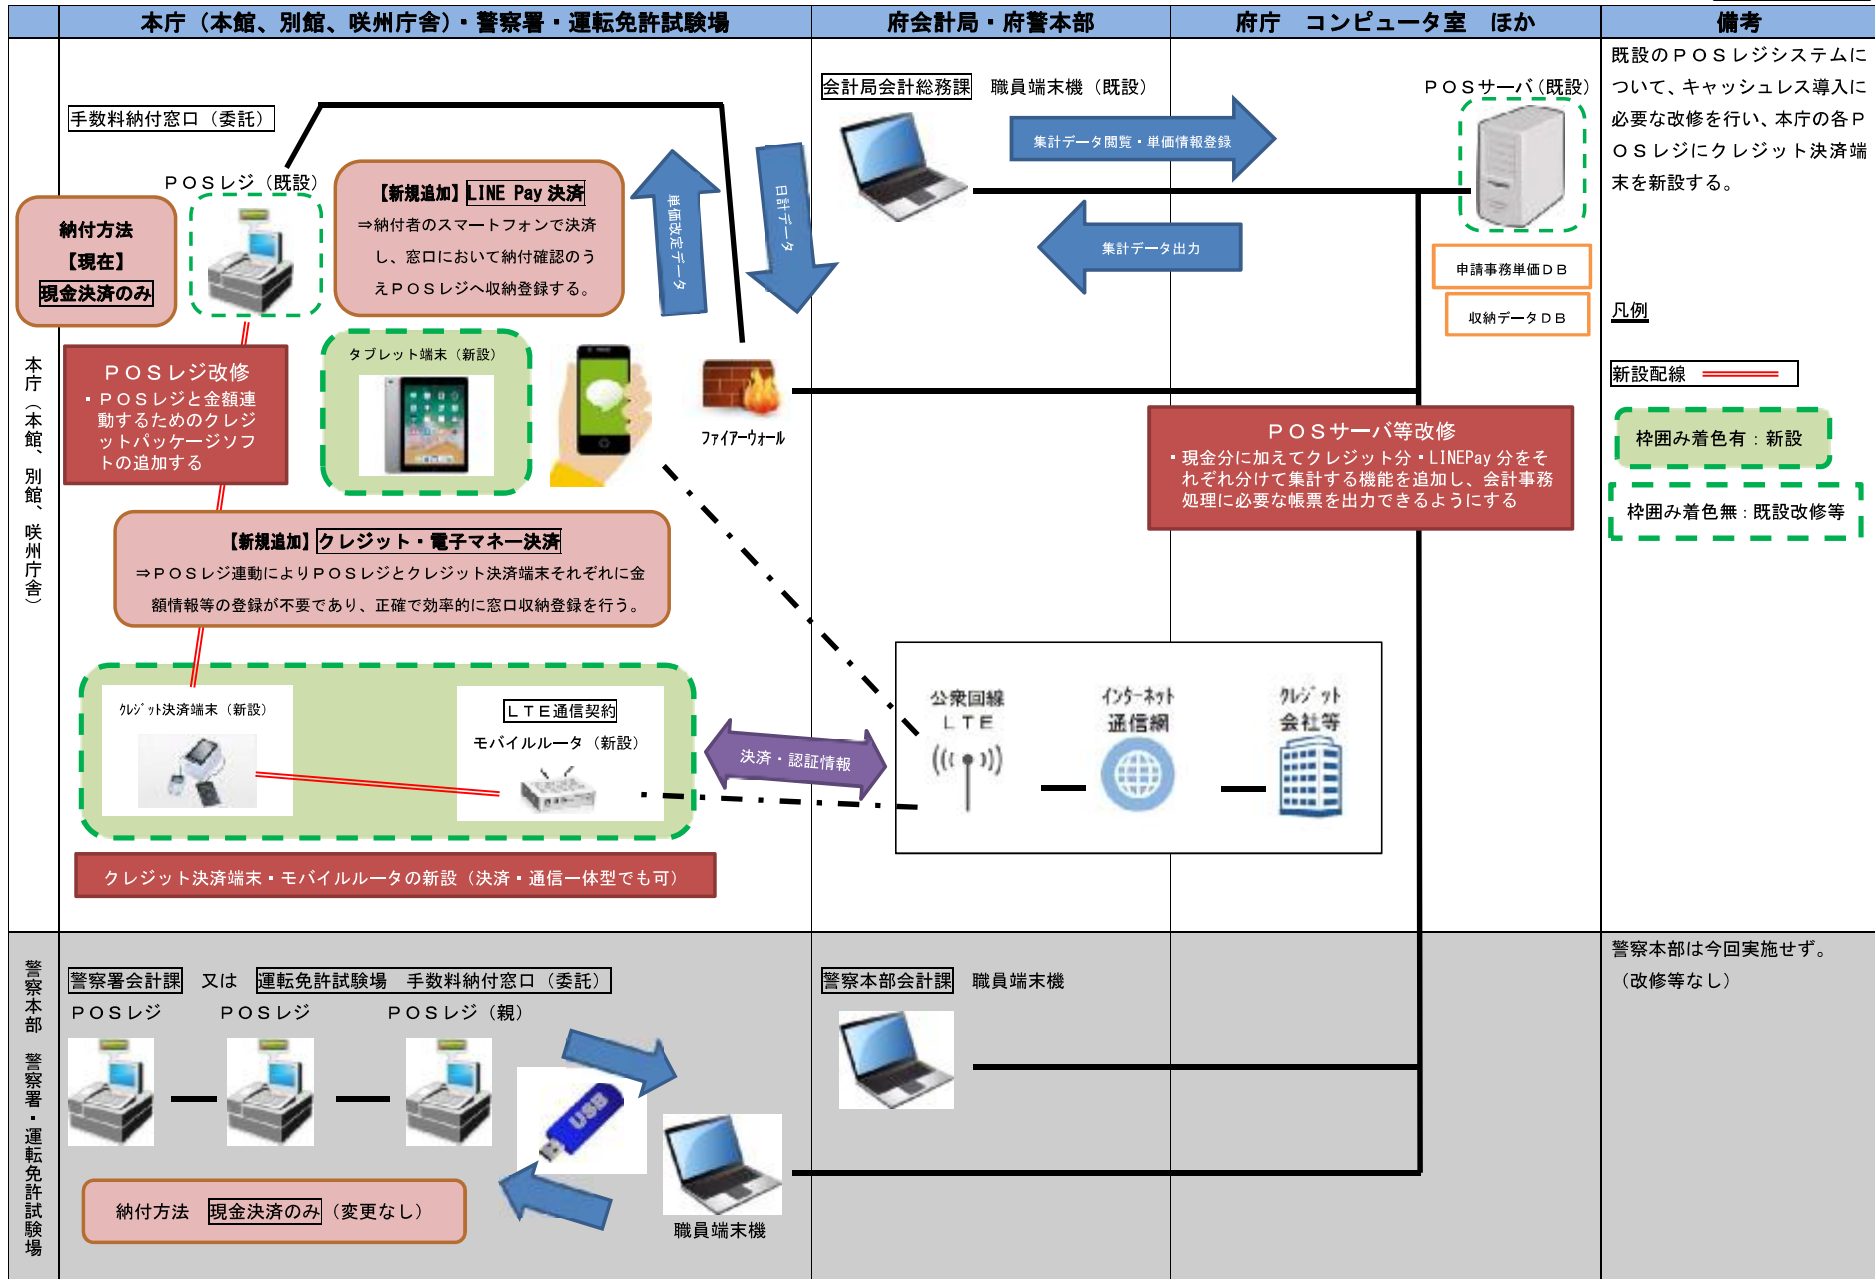 本庁（本館、別館、咲州庁舎）・警察署・運転免許試験場
府会計局・府警本部
府庁　コンピュータ室　ほか
備考
本庁（本館、別館、咲州庁舎）
手数料納付窓口（委託）
ＰＯＳレジ（既設）
納付方法
【現在】
現金決済のみ
【新規追加】LINE Pay 決済
⇒納付者のスマートフォンで決済
し、窓口において納付確認のう
えＰＯＳレジへ収納登録する。
単価改定データ
日計データ
ＰＯＳレジ改修
・ＰＯＳレジと金額連
動するためのクレジ
ットパッケージソフ
トの追加する
タブレット端末（新設）
ファイアーウォール
【新規追加】クレジット・電子マネー決済
⇒ＰＯＳレジ連動によりＰＯＳレジとクレジット決済端末それぞれに金
額情報等の登録が不要であり、正確で効率的に窓口収納登録を行う。
ｸﾚｼﾞｯﾄ決済端末（新設）
ＬＴＥ通信契約
モバイルルータ（新設）
クレジット決済端末・モバイルルータの新設（決済・通信一体型でも可）
会計局会計総務課　職員端末機（既設）
集計データ閲覧・単価情報登録
集計データ出力
ＰＯＳサーバ（既設）
申請事務単価ＤＢ
収納データＤＢ
ＰＯＳサーバ等改修
・現金分に加えてクレジット分・LINEPay 分をそ
れぞれ分けて集計する機能を追加し、会計事務
処理に必要な帳票を出力できるようにする
決済・認証情報
公衆回線
ＬＴＥ
ｲﾝﾀｰﾈｯﾄ
通信網
ｸﾚｼﾞｯﾄ
会社等
既設のＰＯＳレジシステムに
ついて、キャッシュレス導入に
必要な改修を行い、本庁の各Ｐ
ＯＳレジにクレジット決済端
末を新設する。
凡例
新設配線
枠囲み着色有：新設
枠囲み着色無：既設改修等
警察本部　警察署・運転免許試験場
警察署会計課　又は　運転免許試験場　手数料納付窓口（委託）
ＰＯＳレジ
ＰＯＳレジ
ＰＯＳレジ（親）
USB
納付方法　現金決済のみ（変更なし）
職員端末機
警察本部会計課　職員端末機
警察本部は今回実施せず。
（改修等なし）